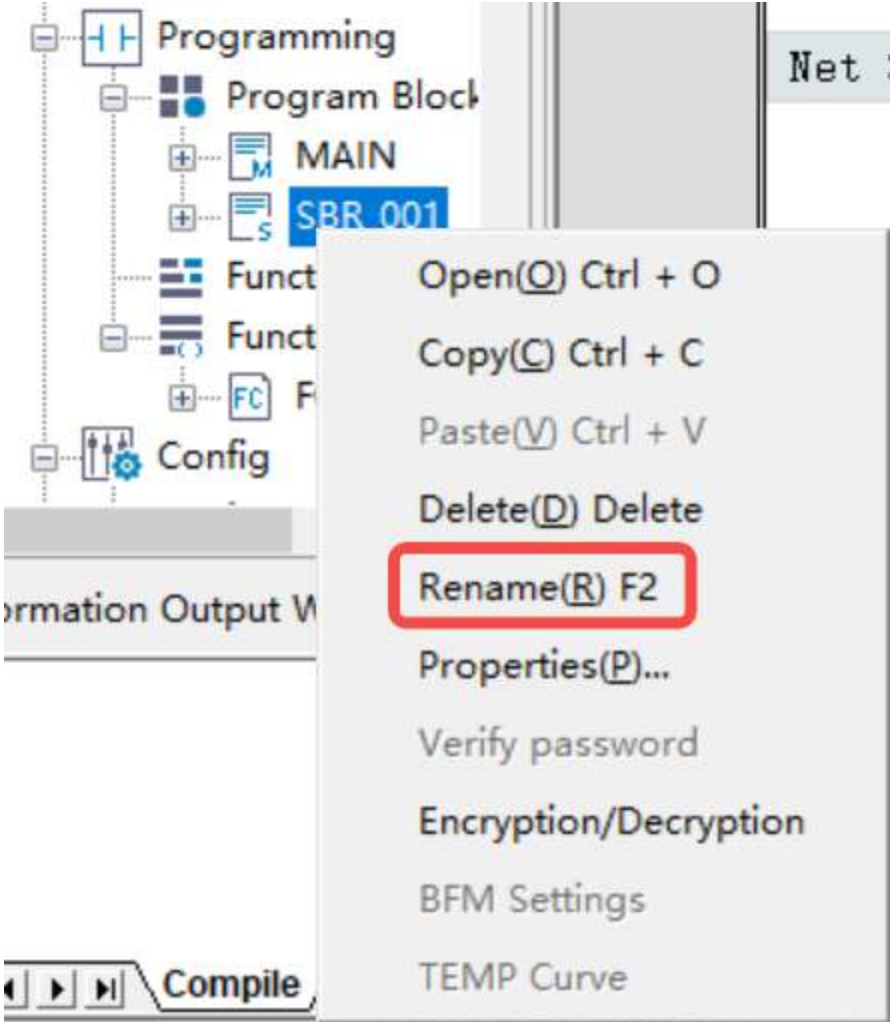 Programming
Net
Program Block
MAIN
SBR_001
Funct
Funct
FC
Config
Open(O) Ctrl + O
Copy(C) Ctrl + C
Paste(V) Ctrl + V
Delete(D) Delete
Rename(R) F2
Properties(P)...
Verify password
Encryption/Decryption
BFM Settings
TEMP Curve
ormation Output W
Compile